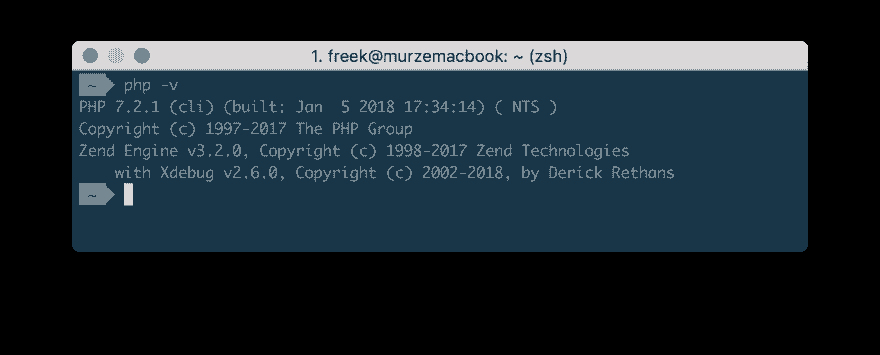 1. freek@murzemacbook: ~ (zsh)
~ php -v
PHP 7.2.1 (cli) (built: Jan  5 2018 17:34:14) ( NTS )
Copyright (c) 1997-2017 The PHP Group
Zend Engine v3.2.0, Copyright (c) 1998-2017 Zend Technologies
    with Xdebug v2.6.0, Copyright (c) 2002-2018, by Derick Rethans
~